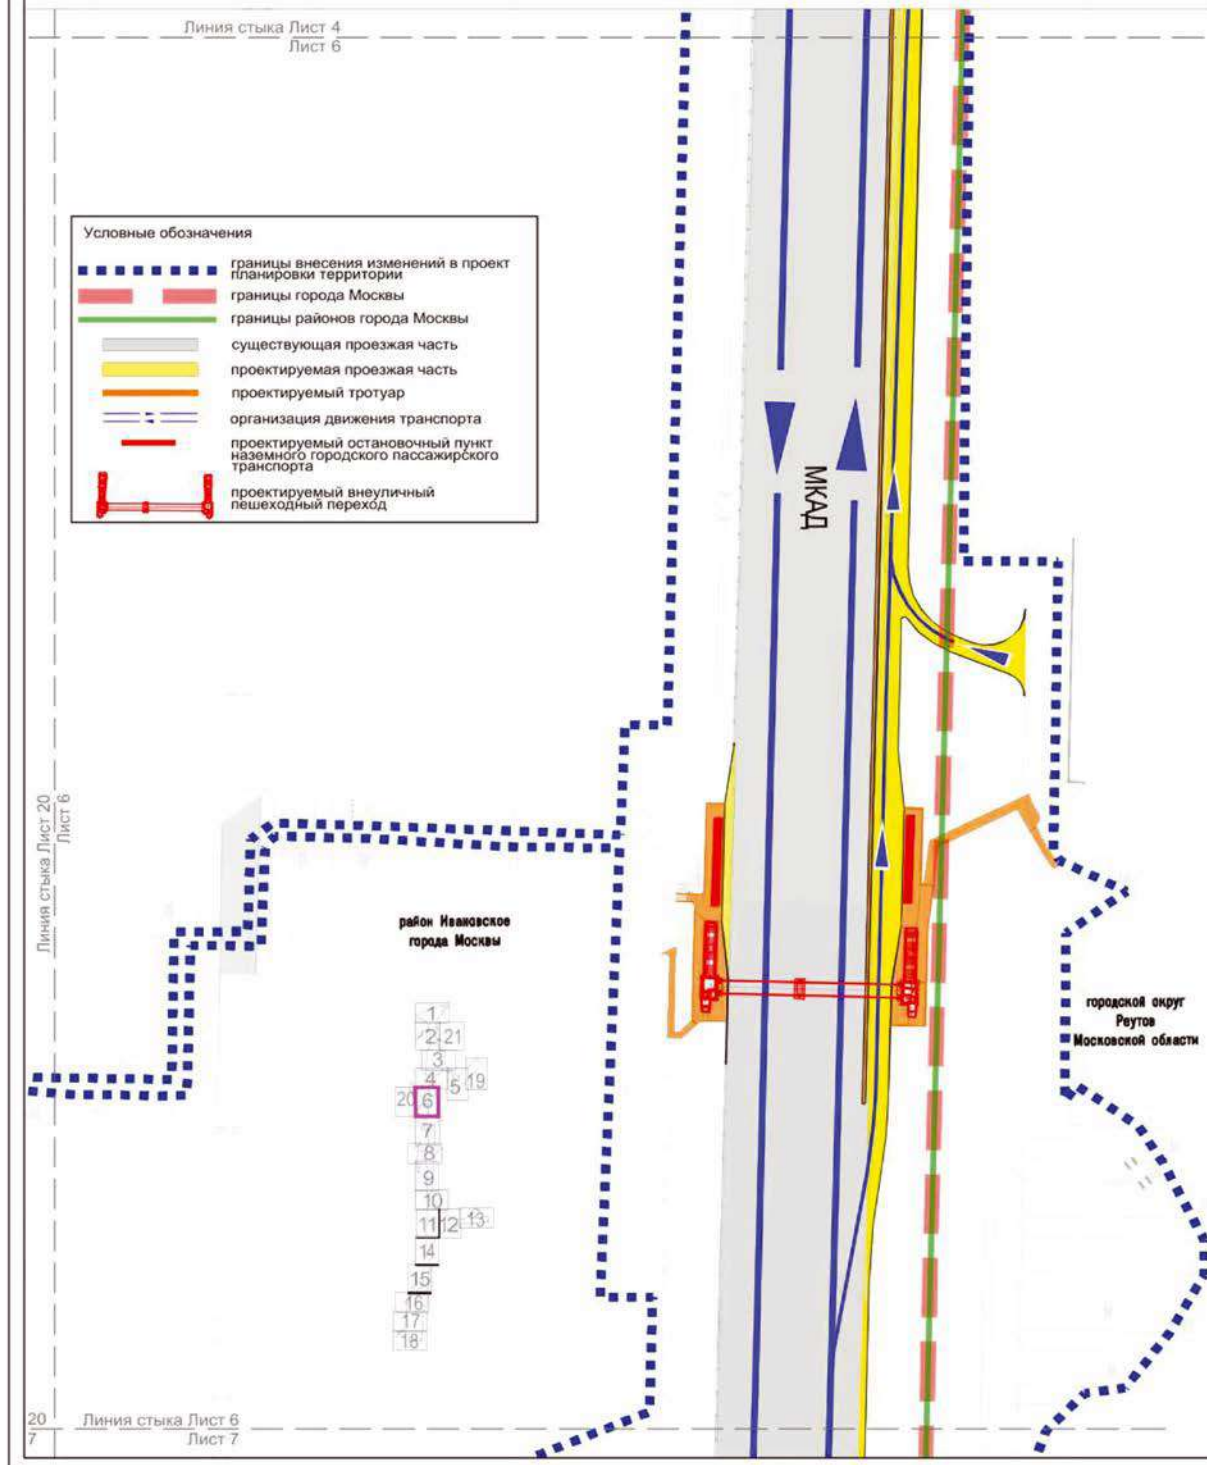 Линия стыка Лист 4
Лист 6
Условные обозначения
границы внесения изменений в проект
планировки территории
границы города Москвы
границы районов города Москвы
существующая проезжая часть
проектируемая проезжая часть
проектируемый тротуар
организация движения транспорта
проектируемый остановочный пункт
наземного городского пассажирского
транспорта
проектируемый внеуличный
пешеходный переход
МКАД
Линия стыка Лист 20
Лист 6
район Ивановское
города Москвы
городской округ
Реутов
Московской области
1
2 21
3
4 5 19
20 6
7
8
9
10
11 12 13
14
15
16
17
18
20 Линия стыка Лист 6
7 Лист 7